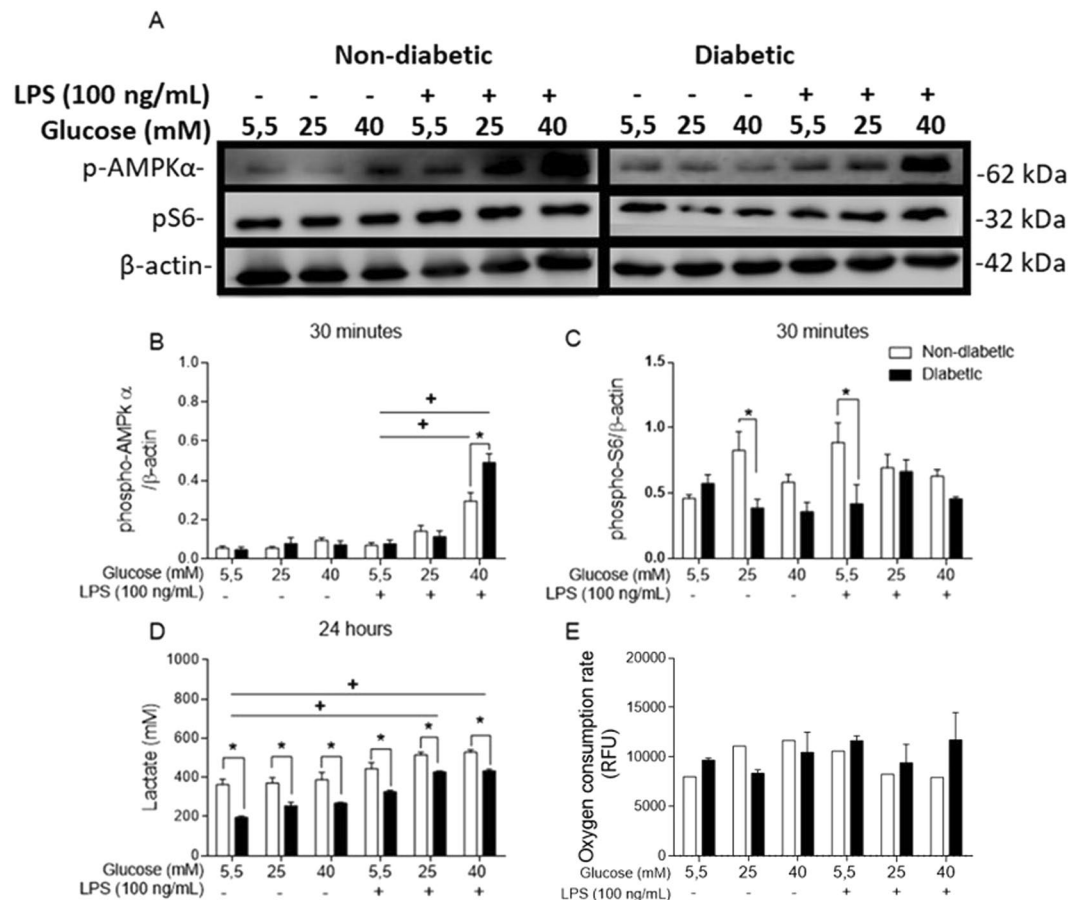 A
Non-diabetic Diabetic
LPS (100 ng/mL) - - - + + + - - - + + +
Glucose (mM) 5,5 25 40 5,5 25 40 5,5 25 40 5,5 25 40
p-AMPKα- -62 kDa
pS6- -32 kDa
β-actin- -42 kDa
B
30 minutes
phospho-AMPk α
/β-actin
1.0
0.8
0.6
0.4
0.2
0.0
+
+
*
Glucose (mM) 5,5 25 40 5,5 25 40
LPS (100 ng/mL) - - - + + +
C
30 minutes
Non-diabetic
Diabetic
phospho-S6/β-actin
1.5
1.0
0.5
0.0
* *
Glucose (mM) 5,5 25 40 5,5 25 40
LPS (100 ng/mL) - - - + + +
D
24 hours
Lactate (mM)
1000
800
600
400
200
0
+
+
* * * * * *
Glucose (mM) 5,5 25 40 5,5 25 40
LPS (100 ng/mL) - - - + + +
E
Oxygen consumption rate
(RFU)
20000
15000
10000
5000
0
Glucose (mM) 5,5 25 40 5,5 25 40
LPS (100 ng/mL) - - - + + +